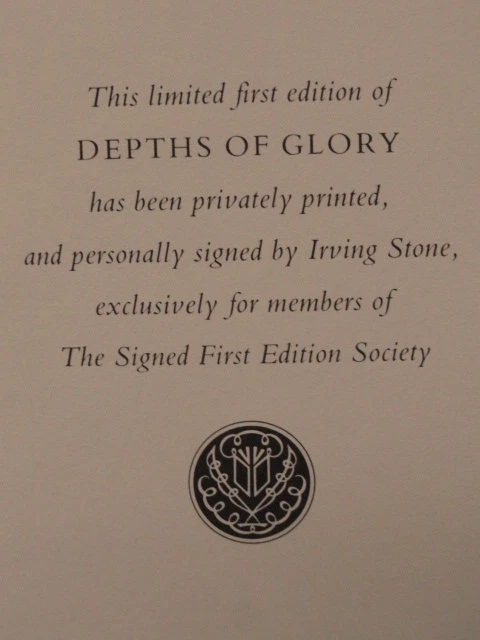 This limited first edition of
DEPTHS OF GLORY
has been privately printed,
and personally signed by Irving Stone,
exclusively for members of
The Signed First Edition Society